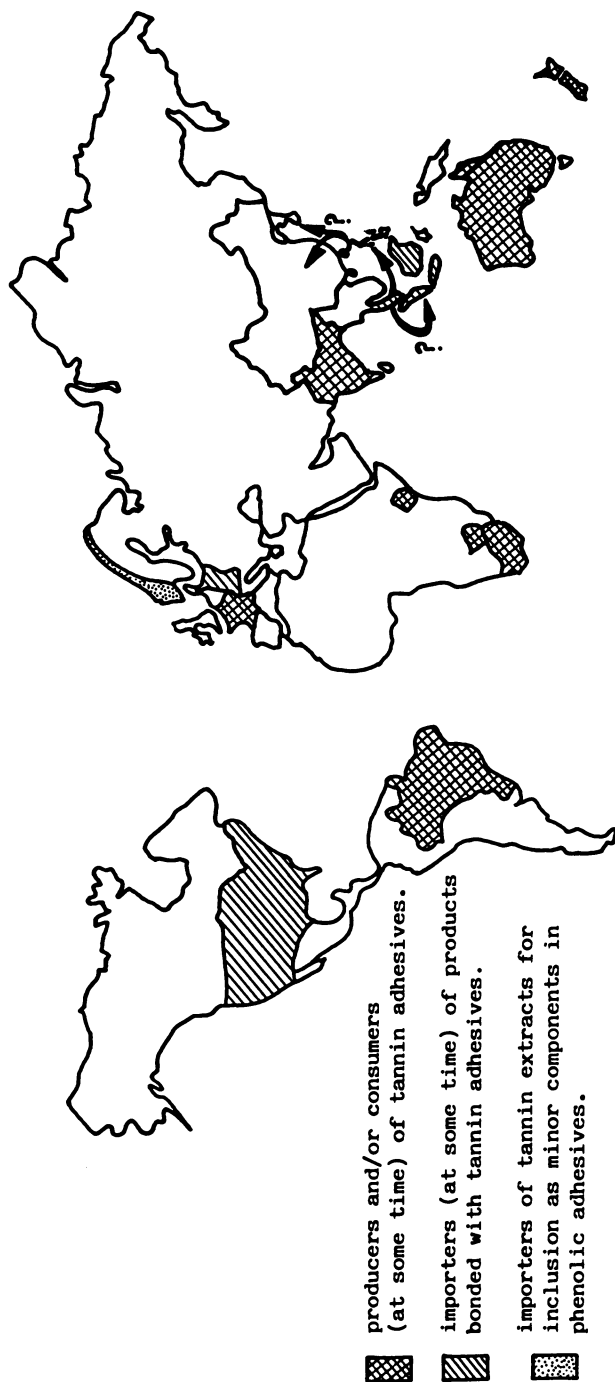 producers and/or consumers
(at some time) of tannin adhesives.
importers (at some time) of products
bonded with tannin adhesives.
importers of tannin extracts for
inclusion as minor components in
phenolic adhesives.
?
?